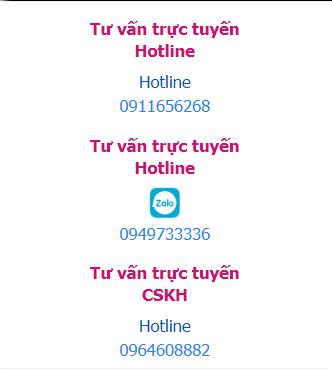 Tư vấn trực tuyến
Hotline
Hotline
0911656268
Tư vấn trực tuyến
Hotline
Zalo
0949733336
Tư vấn trực tuyến
CSKH
Hotline
0964608882